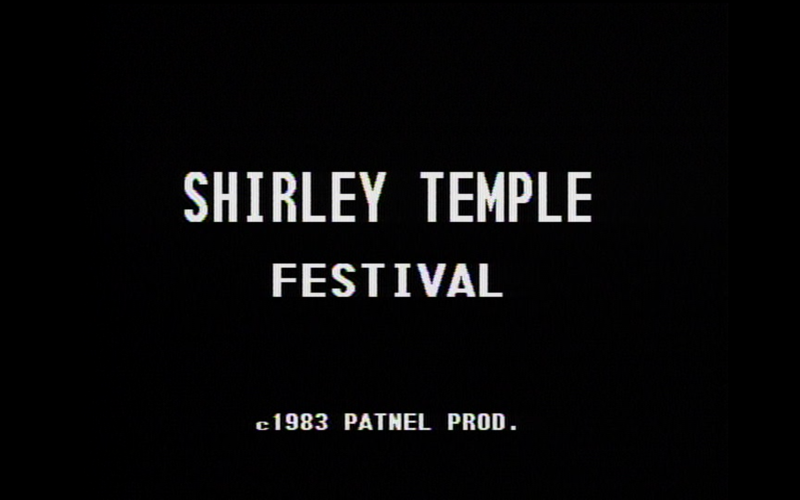 SHIRLEY TEMPLE
FESTIVAL
c1983 PATNEL PROD.